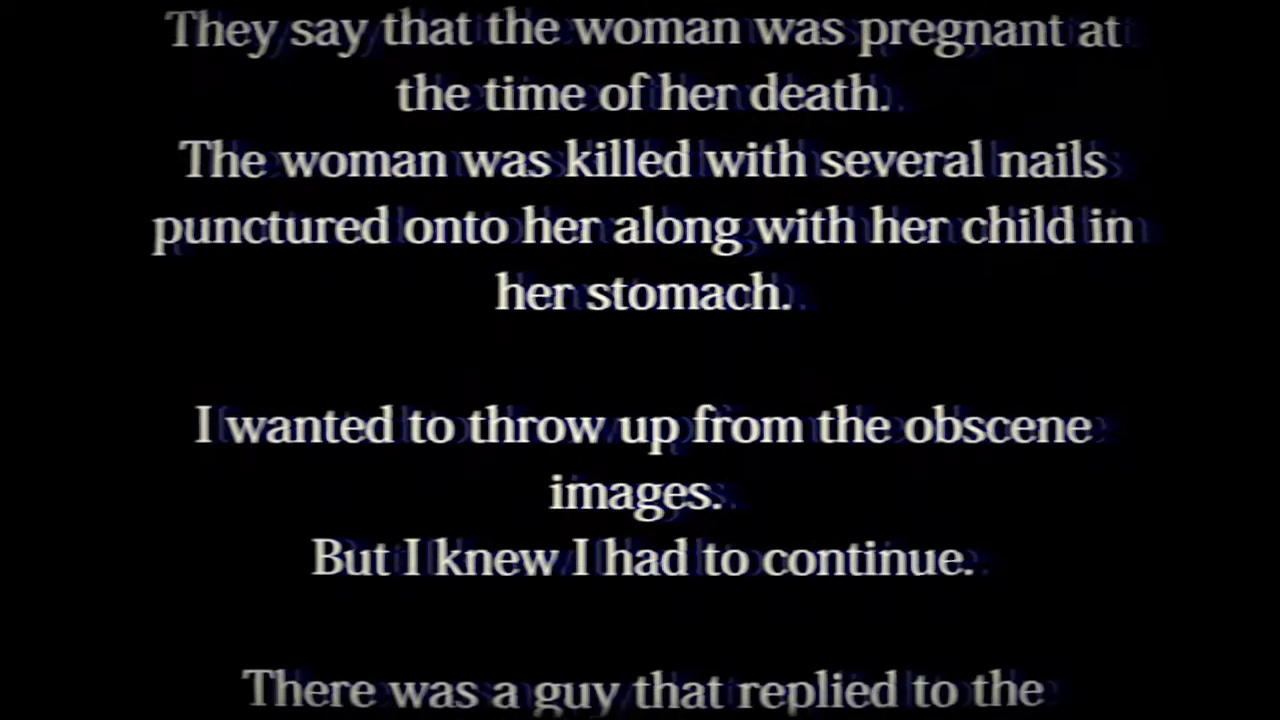 They say that the woman was pregnant at
the time of her death.
The woman was killed with several nails
punctured onto her along with her child in
her stomach.
I wanted to throw up from the obscene
images.
But I knew I had to continue.
There was a guy that replied to the